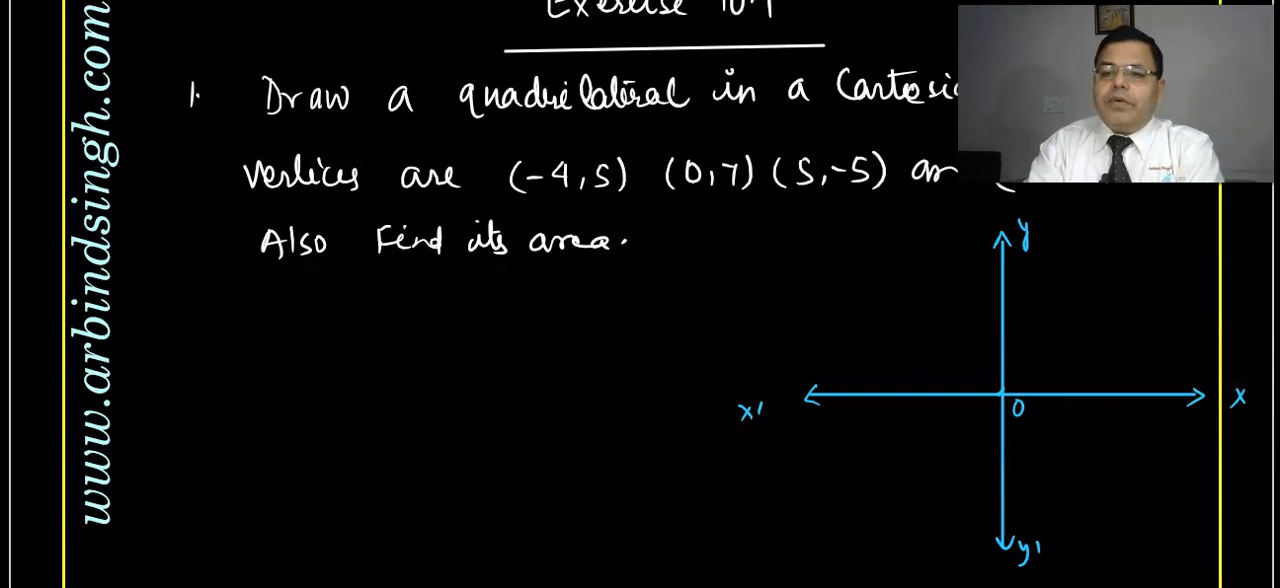 Exercise 10.1
1. Draw a quadrilateral in a Cartesi
vertices are (-4,5) (0,7) (5,-5) an (
Also Find its area.
www.arbindsingh.com
y
x'
0
x
y'